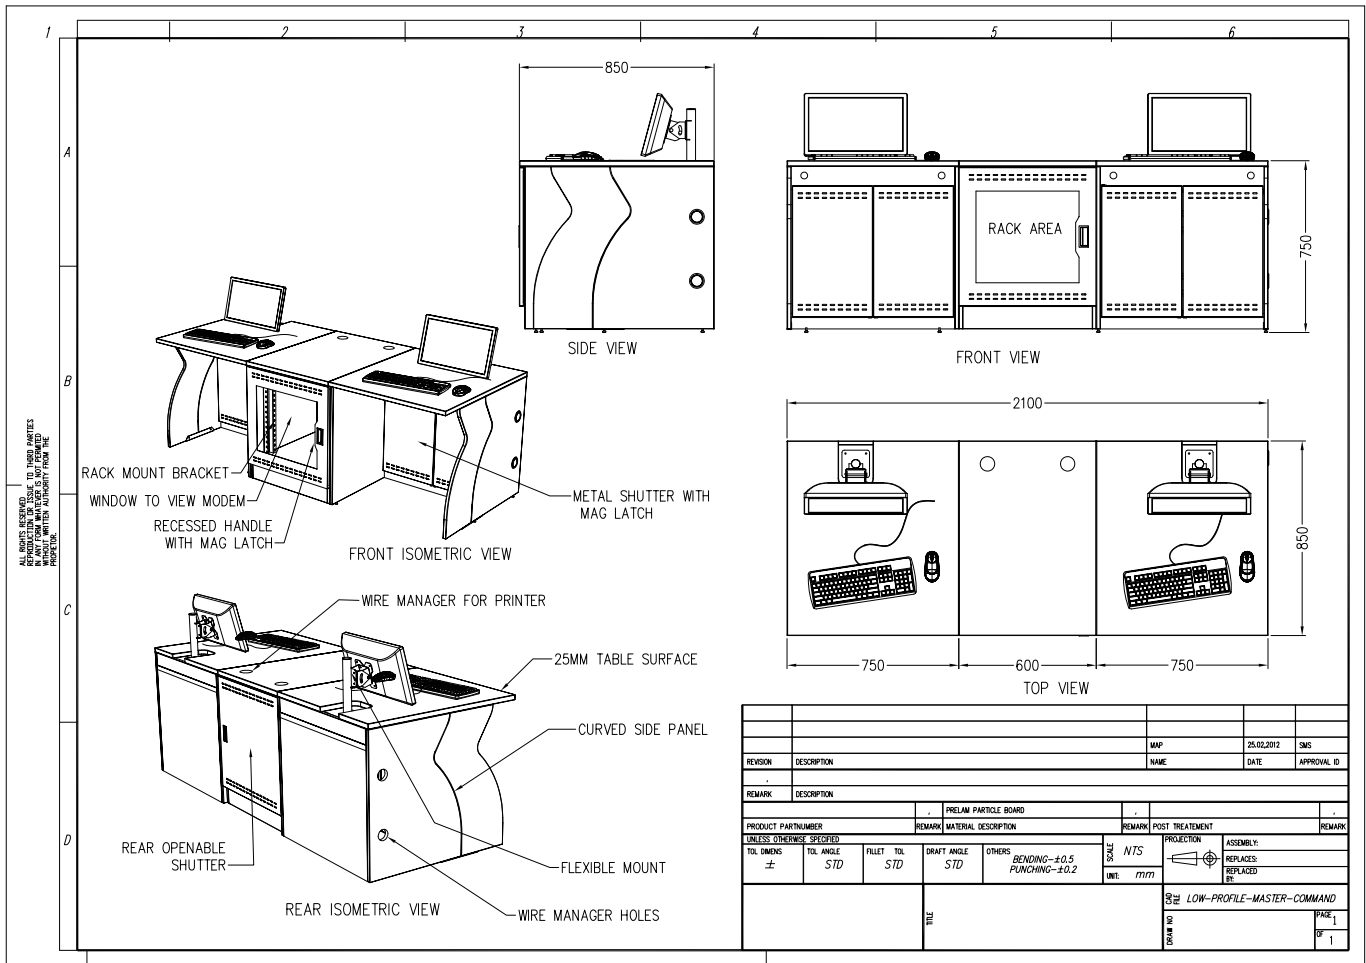 1
2
3
4
5
6
A
B
C
D
ALL RIGHTS RESERVED
REPRODUCTION OR ISSUE TO THIRD PARTIES
IN ANY FORM WHATEVER IS NOT PERMITED
WITHOUT WRITTEN AUTHORITY FROM THE
PROPIETOR.
850
SIDE VIEW
RACK AREA
750
FRONT VIEW
RACK MOUNT BRACKET
WINDOW TO VIEW MODEM
RECESSED HANDLE
WITH MAG LATCH
METAL SHUTTER WITH
MAG LATCH
FRONT ISOMETRIC VIEW
2100
850
750
600
750
TOP VIEW
WIRE MANAGER FOR PRINTER
25MM TABLE SURFACE
CURVED SIDE PANEL
REAR OPENABLE
SHUTTER
FLEXIBLE MOUNT
WIRE MANAGER HOLES
REAR ISOMETRIC VIEW
MAP 25.02.2012 SMS
REVISION DESCRIPTION NAME DATE APPROVAL ID
REMARK DESCRIPTION
PRELAM PARTICLE BOARD
PRODUCT PARTNUMBER REMARK MATERIAL DESCRIPTION REMARK POST TREATEMENT REMARK
UNLESS OTHERWISE SPECIFIED
TOL DIMENS TOL ANGLE FILLET TOL DRAFT ANGLE OTHERS
± STD STD STD BENDING-±0.5
PUNCHING-±0.2
SCALE NTS
UNIT: mm
PROJECTION
ASSEMBLY:
REPLACES:
REPLACED
BY:
TITLE
CAD
FILE LOW-PROFILE-MASTER-COMMAND
DRAW NO
PAGE 1
OF 1